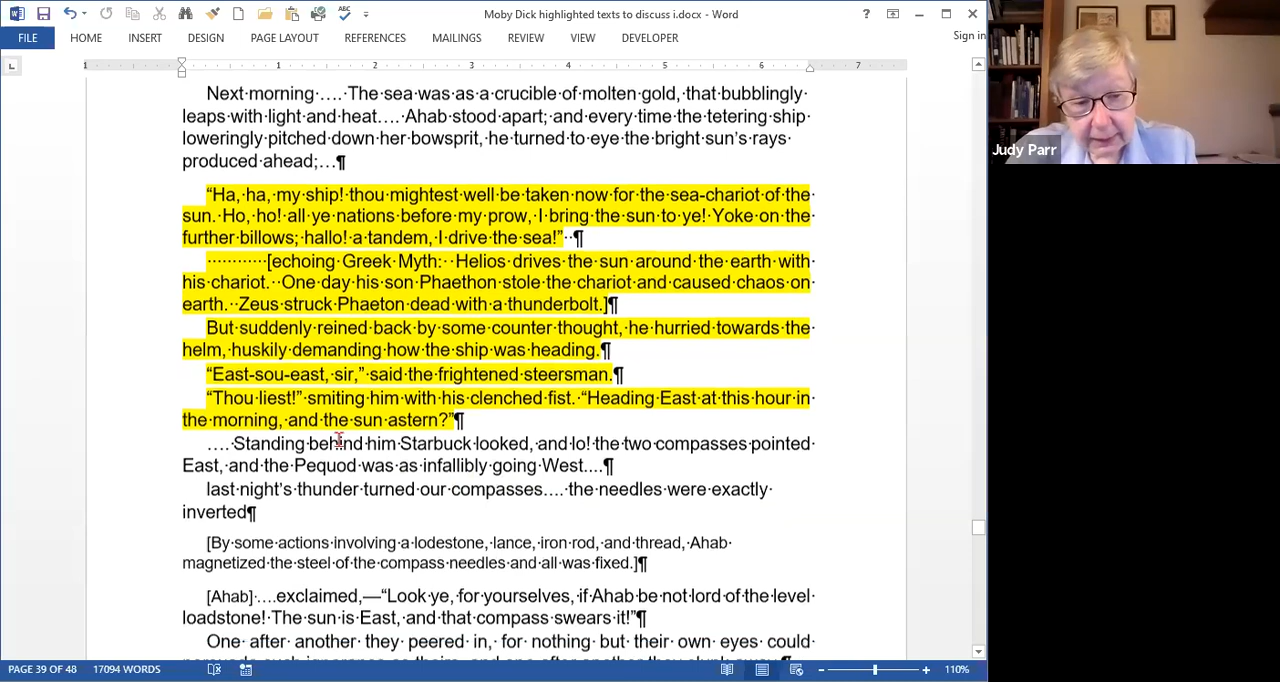 Moby Dick highlighted texts to discuss i.docx - Word
FILE HOME INSERT DESIGN PAGE LAYOUT REFERENCES MAILINGS REVIEW VIEW DEVELOPER Sign in
1 1 2 3 4 5 6 7
Next morning …. The sea was as a crucible of molten gold, that bubblingly
leaps with light and heat…. Ahab stood apart; and every time the tetering ship
loweringly pitched down her bowsprit, he turned to eye the bright sun’s rays
produced ahead;…¶
“Ha, ha, my ship! thou mightest well be taken now for the sea-chariot of the
sun. Ho, ho! all ye nations before my prow, I bring the sun to ye! Yoke on the
further billows; hallo! a tandem, I drive the sea!” ¶
[echoing Greek Myth: Helios drives the sun around the earth with
his chariot. One day his son Phaethon stole the chariot and caused chaos on
earth. Zeus struck Phaeton dead with a thunderbolt.]¶
But suddenly reined back by some counter thought, he hurried towards the
helm, huskily demanding how the ship was heading.¶
“East-sou-east, sir,” said the frightened steersman.¶
“Thou liest!” smiting him with his clenched fist. “Heading East at this hour in
the morning, and the sun astern?”¶
…. Standing behind him Starbuck looked, and lo! the two compasses pointed
East, and the Pequod was as infallibly going West....¶
last night’s thunder turned our compasses…. the needles were exactly
inverted¶
[By some actions involving a lodestone, lance, iron rod, and thread, Ahab
magnetized the steel of the compass needles and all was fixed.]¶
[Ahab] ….exclaimed,—“Look ye, for yourselves, if Ahab be not lord of the level
loadstone! The sun is East, and that compass swears it!”¶
One after another they peered in, for nothing but their own eyes could
PAGE 39 OF 48 17094 WORDS 110%
Judy Parr